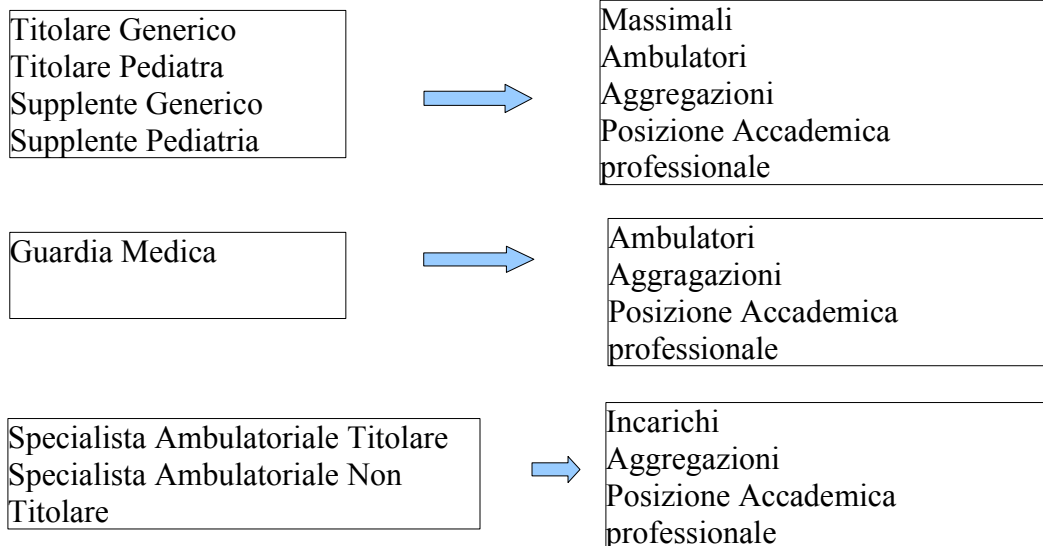 Titolare Generico
Titolare Pediatra
Supplente Generico
Supplente Pediatria
Massimali
Ambulatori
Aggregazioni
Posizione Accademica
professionale
Guardia Medica
Ambulatori
Aggragazioni
Posizione Accademica
professionale
Specialista Ambulatoriale Titolare
Specialista Ambulatoriale Non
Titolare
Incarichi
Aggregazioni
Posizione Accademica
professionale